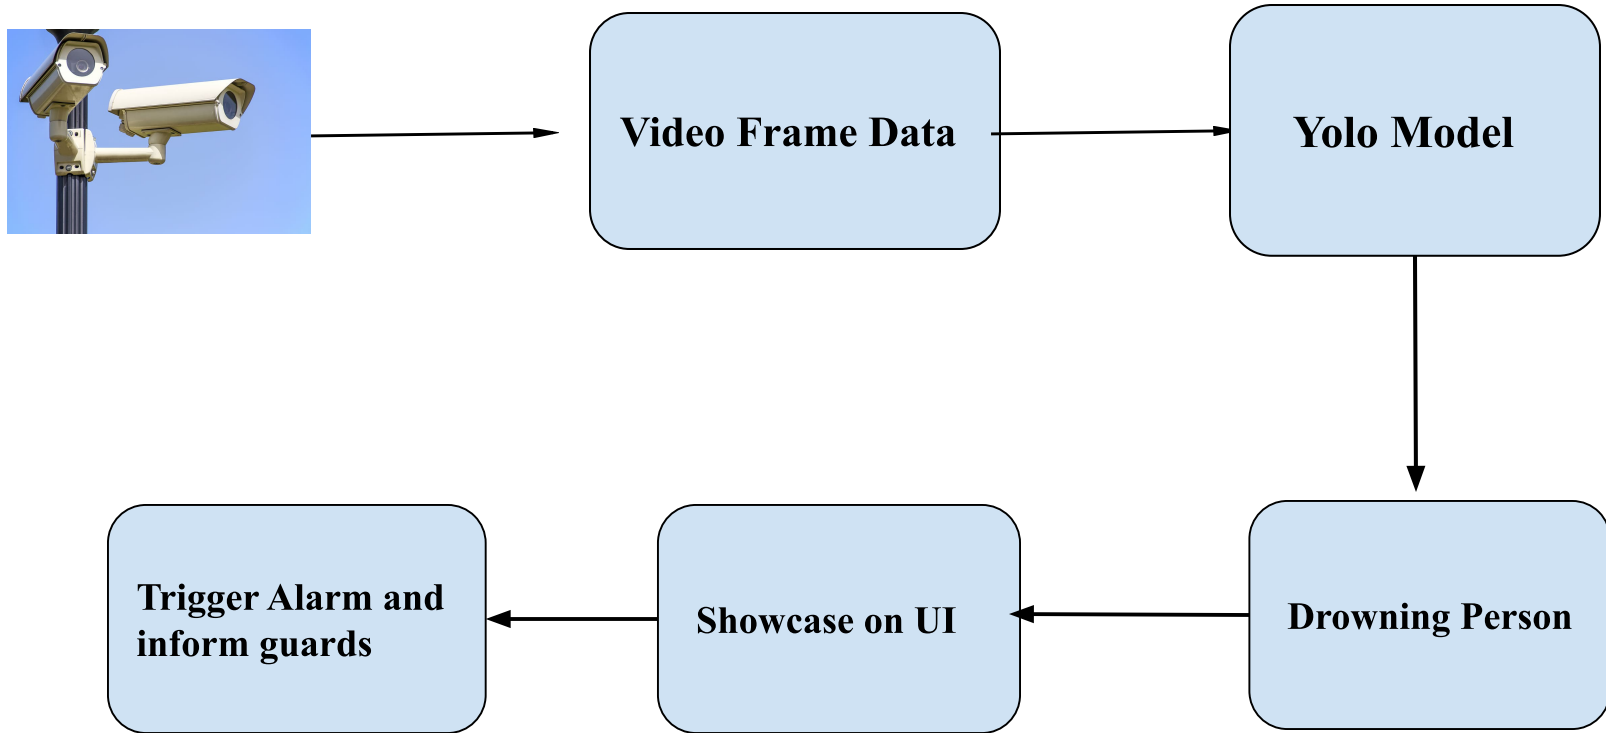 Video Frame Data
Yolo Model
Trigger Alarm and
inform guards
Showcase on UI
Drowning Person